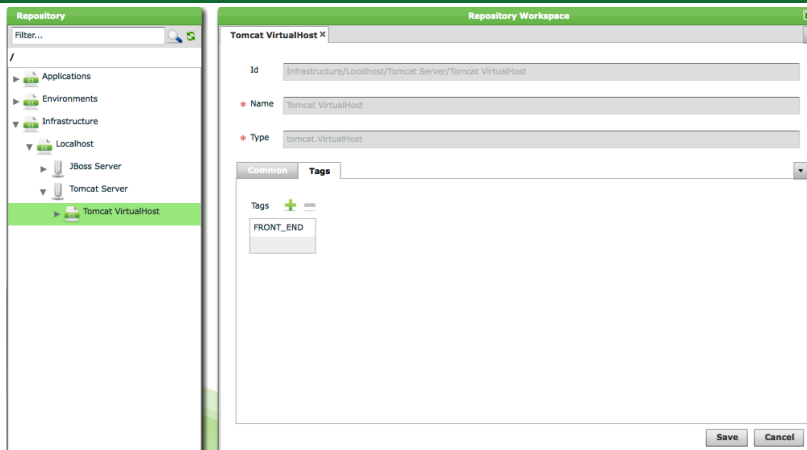 Repository
Filter...
/
Applications
Environments
Infrastructure
Localhost
JBoss Server
Tomcat Server
Tomcat VirtualHost
Repository Workspace
Tomcat VirtualHost
Id
Infrastructure/Localhost/Tomcat Server/Tomcat VirtualHost
* Name
Tomcat VirtualHost
* Type
tomcat.VirtualHost
Common Tags
Tags
FRONT_END
Save Cancel